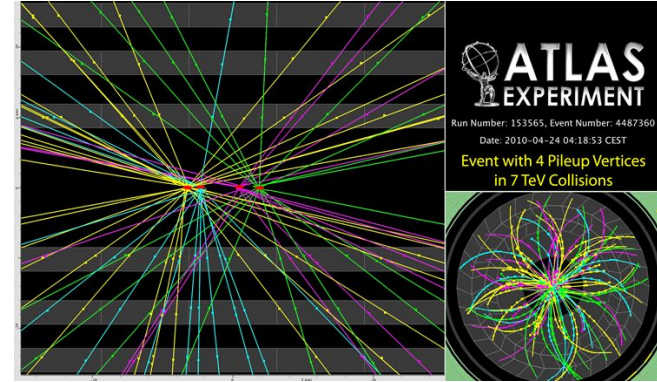 ATLAS
EXPERIMENT
Run Number: 153565, Event Number: 4487360
Date: 2010-04-24 04:18:53 CEST
Event with 4 Pileup Vertices
in 7 TeV Collisions